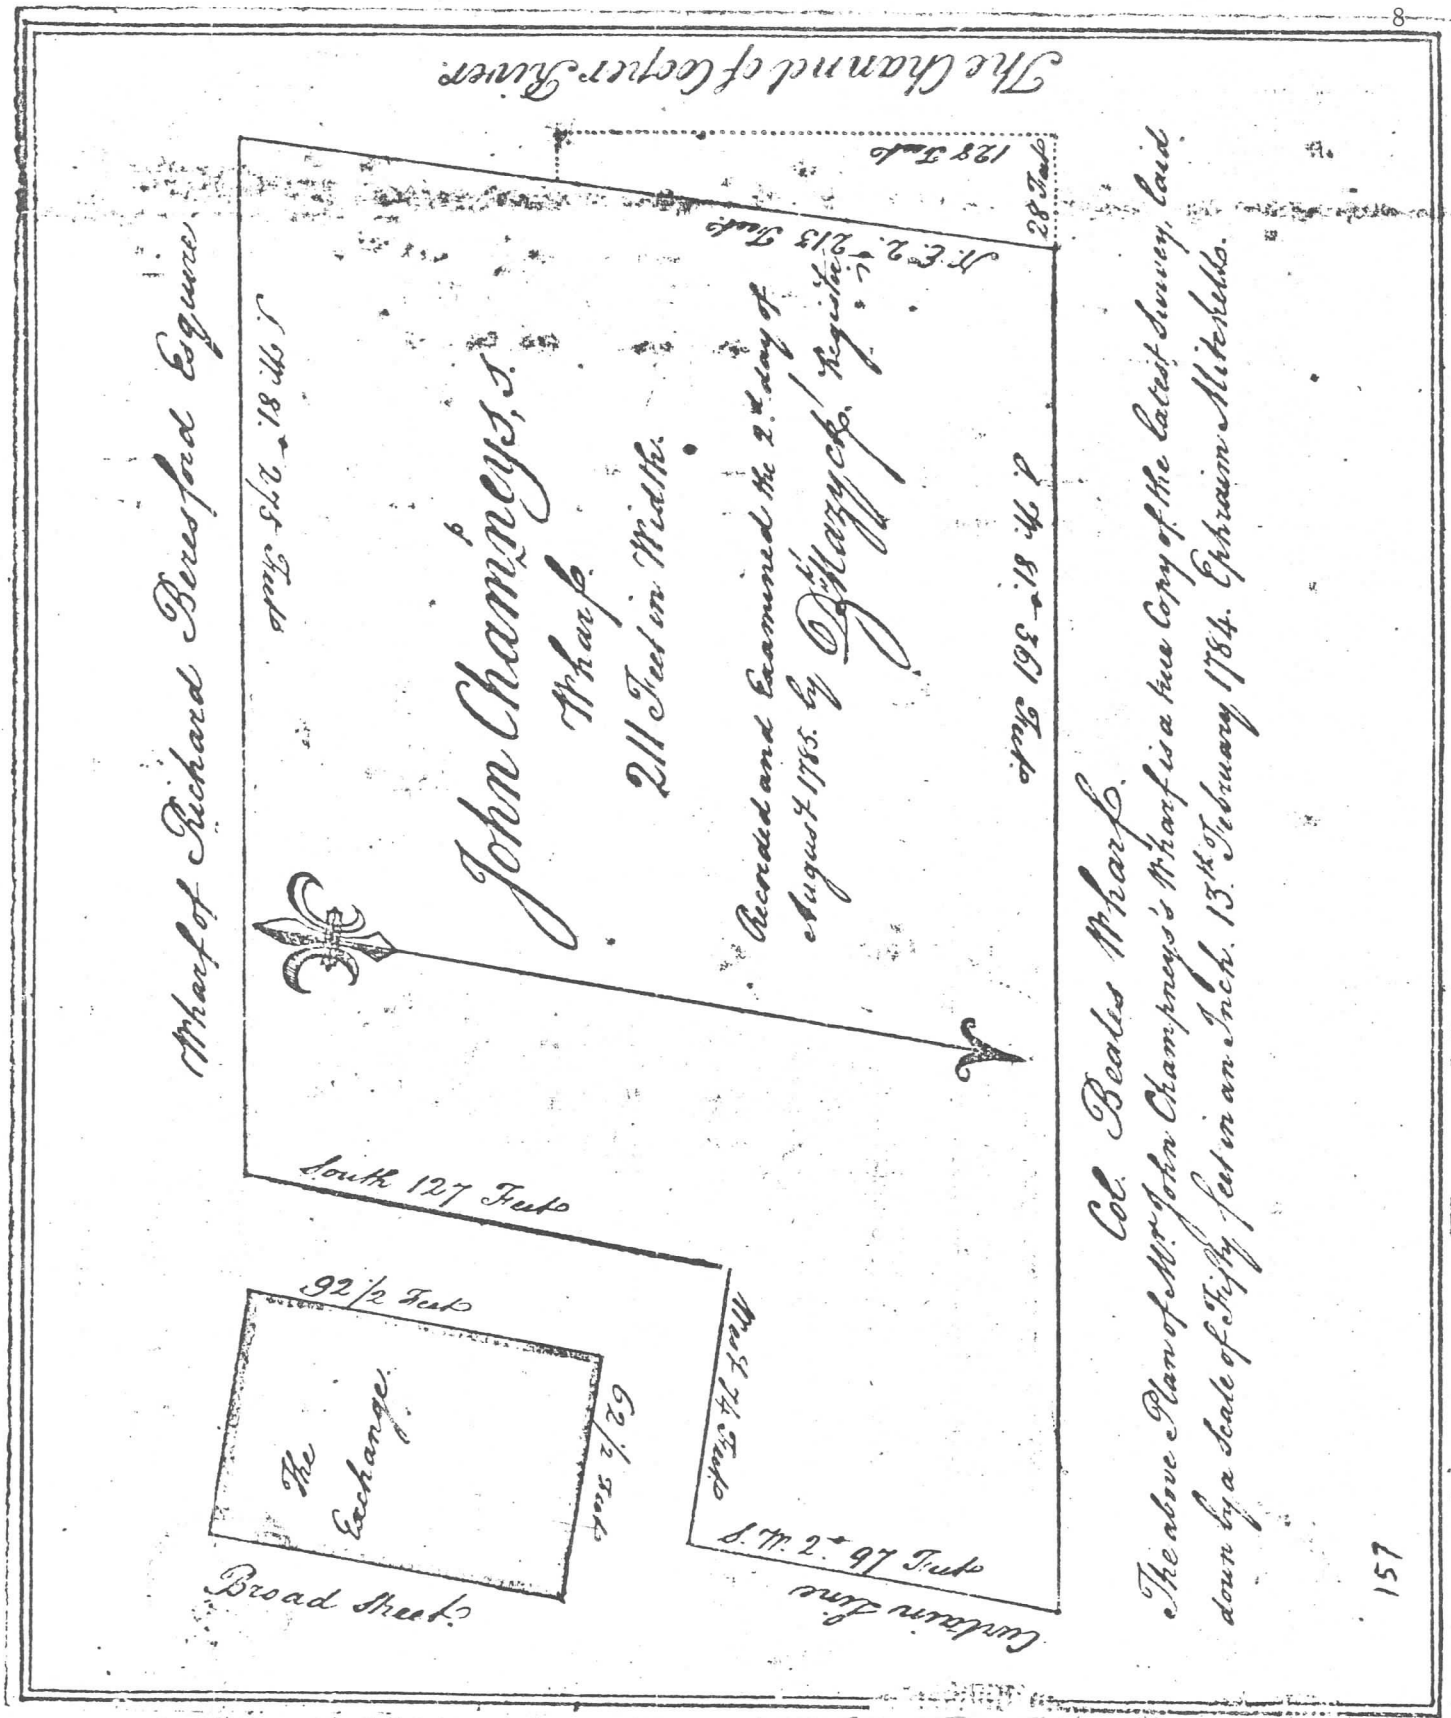 8
The Channel of Cooper River.
Wharf of Richard Beresford Esquire.
S. W. 81.° 275 Feet
128 Feet
282 Feet
N. E. 2.° 213 Feet
John Champneys,s.
Wharf
211 Feet in Width.
Recorded and Examined the 2.d day of
August 1785. by Mazyck, Register
S. W. 81.° 361 Feet
South 127 Feet
92 1/2 Feet
The
Exchange.
62 1/2 Feet
Broad Street.
West 74 Feet
S. W. 2.° 97 Feet
Curtain Line
Col. Beales Wharf.
The above Plan of Mr. John Champneys's Wharf is a true Copy of the latest Survey, laid
down by a Scale of Fifty feet in an Inch. 13.th February 1784. Ephraim Mitchell.
157